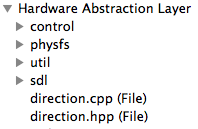 Hardware Abstraction Layer
control
physfs
util
sdl
direction.cpp (File)
direction.hpp (File)